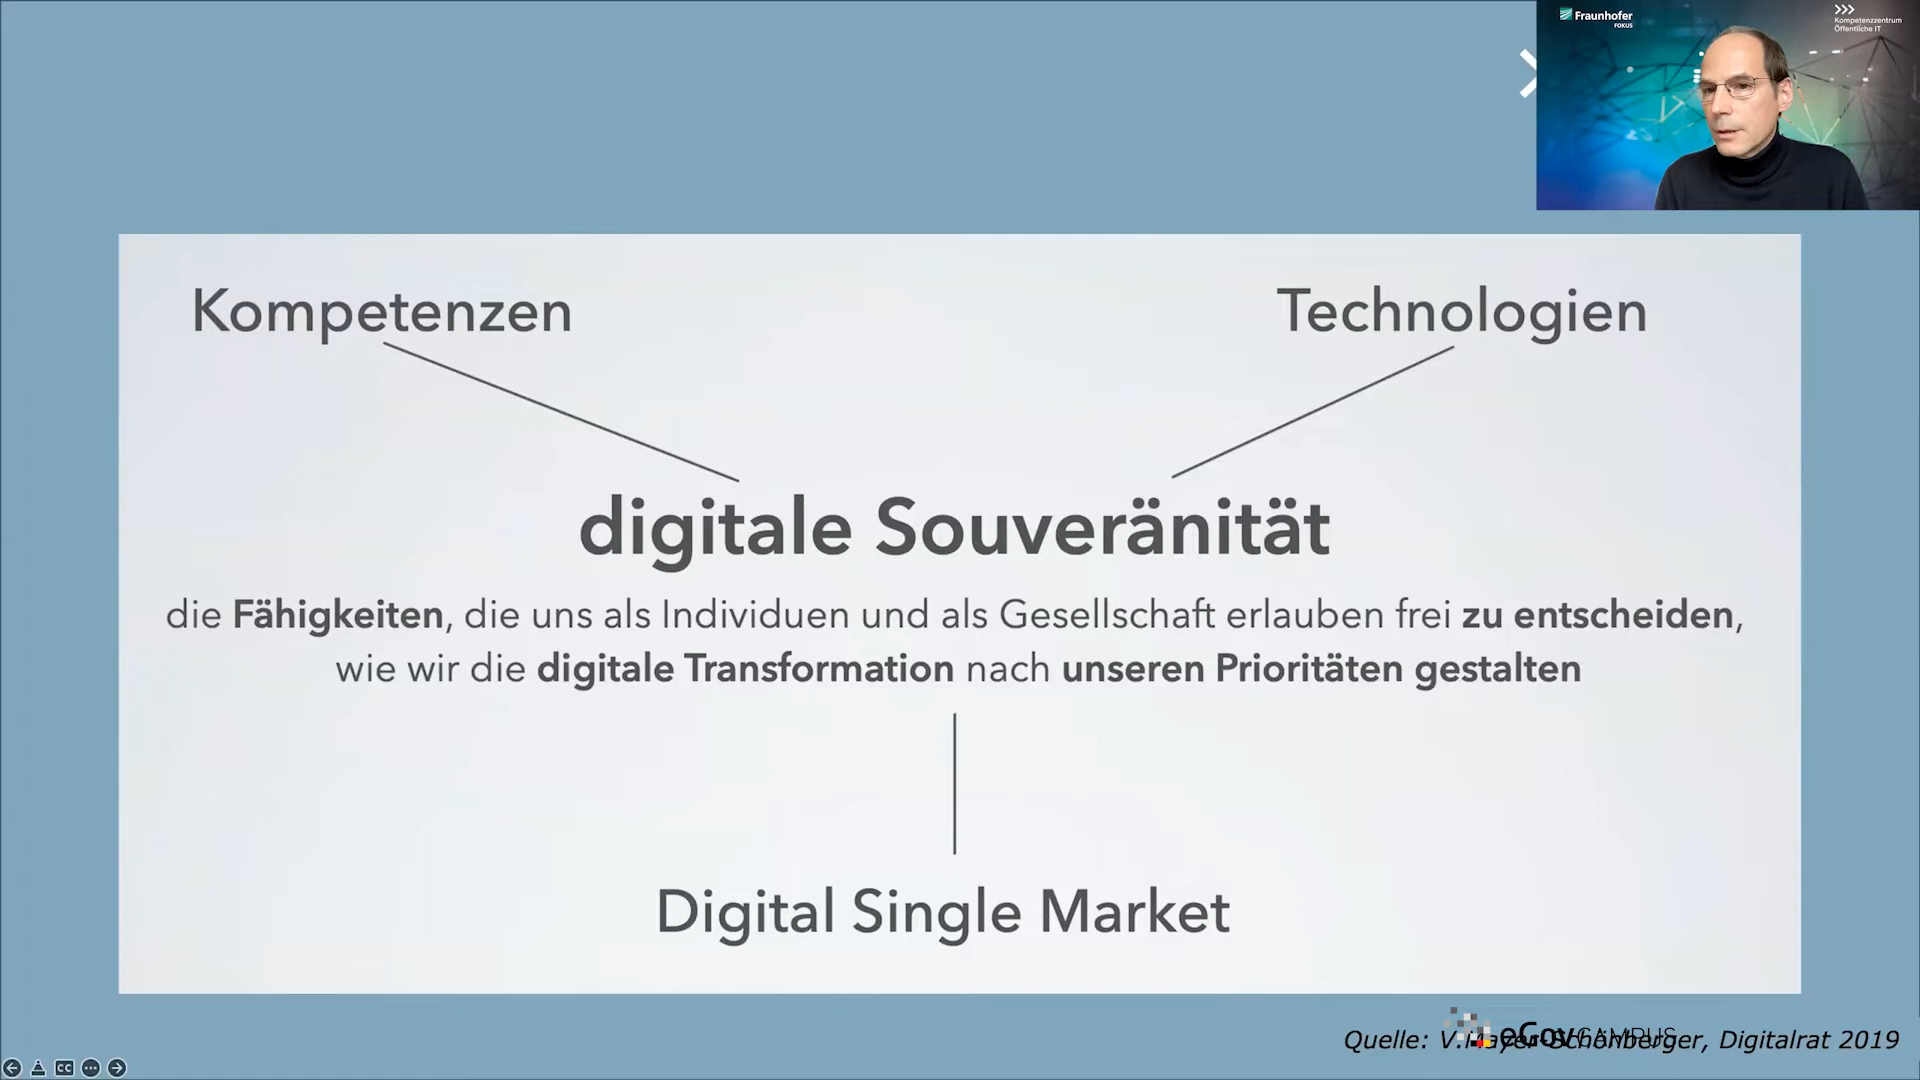 Fraunhofer
FOKUS
Kompetenzzentrum
Öffentliche IT
Kompetenzen
Technologien
digitale Souveränität
die Fähigkeiten, die uns als Individuen und als Gesellschaft erlauben frei zu entscheiden,
wie wir die digitale Transformation nach unseren Prioritäten gestalten
Digital Single Market
eGov CAMPUS
Quelle: V.Mayer-Schönberger, Digitalrat 2019
CC